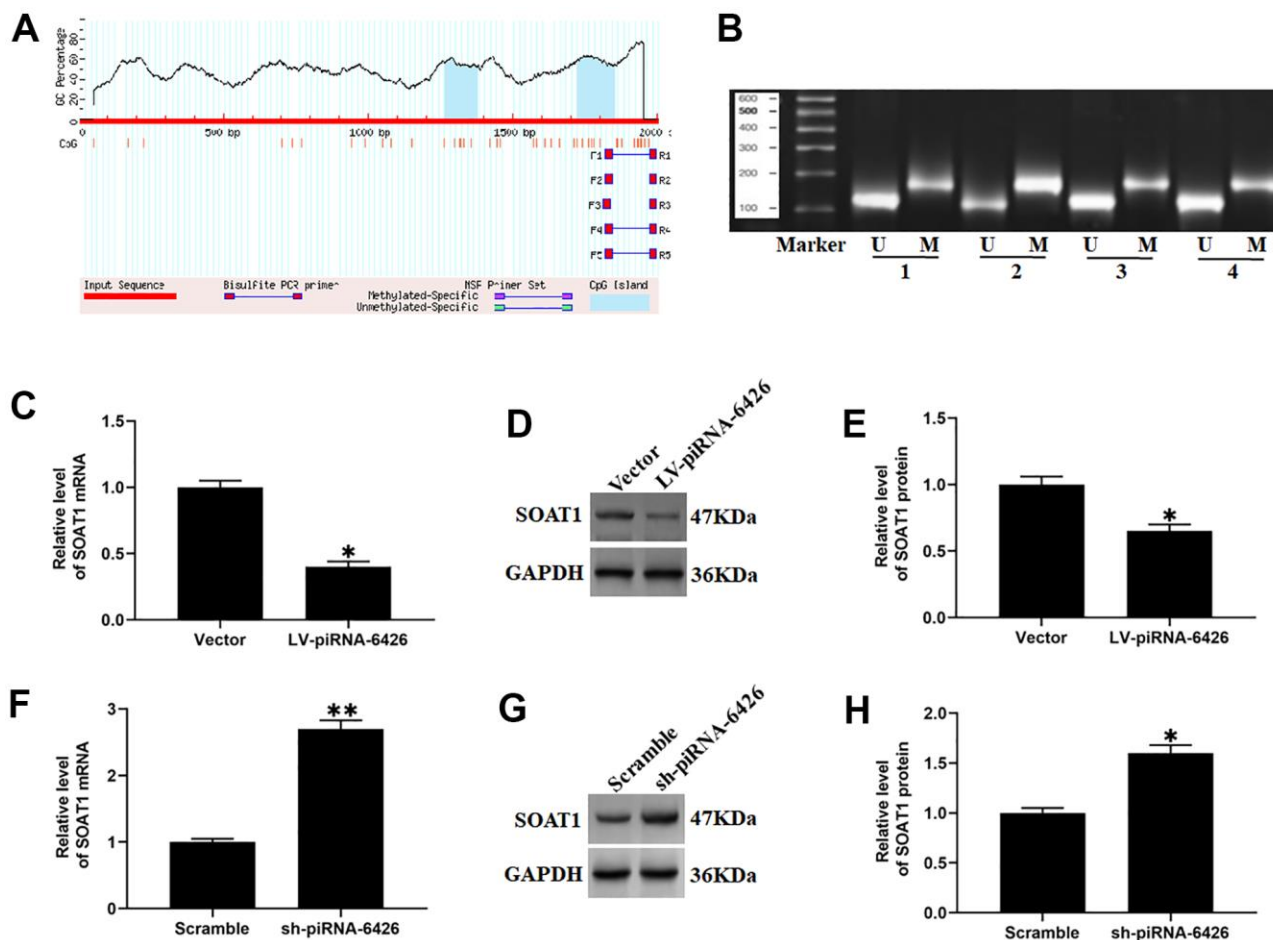 A
GC Percentage
0 20 40 60 80
0 500 bp 1000 bp 1500 bp 2000
CpG
F1 R1
F2 R2
F3 R3
F4 R4
F5 R5
Input Sequence
Bisulfite PCR primer
MSP Primer Set
CpG Island
Methylated-Specific
Unmethylated-Specific
B
600
500
400
300
200
100
Marker U M U M U M U M
1 2 3 4
C
Relative level
of SOAT1 mRNA
1.5
1.0
0.5
0.0
*
Vector LV-piRNA-6426
D
Vector
LV-piRNA-6426
SOAT1 47KDa
GAPDH 36KDa
E
Relative level
of SOAT1 protein
1.5
1.0
0.5
0.0
*
Vector LV-piRNA-6426
F
Relative level
of SOAT1 mRNA
3
2
1
0
**
Scramble sh-piRNA-6426
G
Scramble
sh-piRNA-6426
SOAT1 47KDa
GAPDH 36KDa
H
Relative level
of SOAT1 protein
2.0
1.5
1.0
0.5
0.0
*
Scramble sh-piRNA-6426